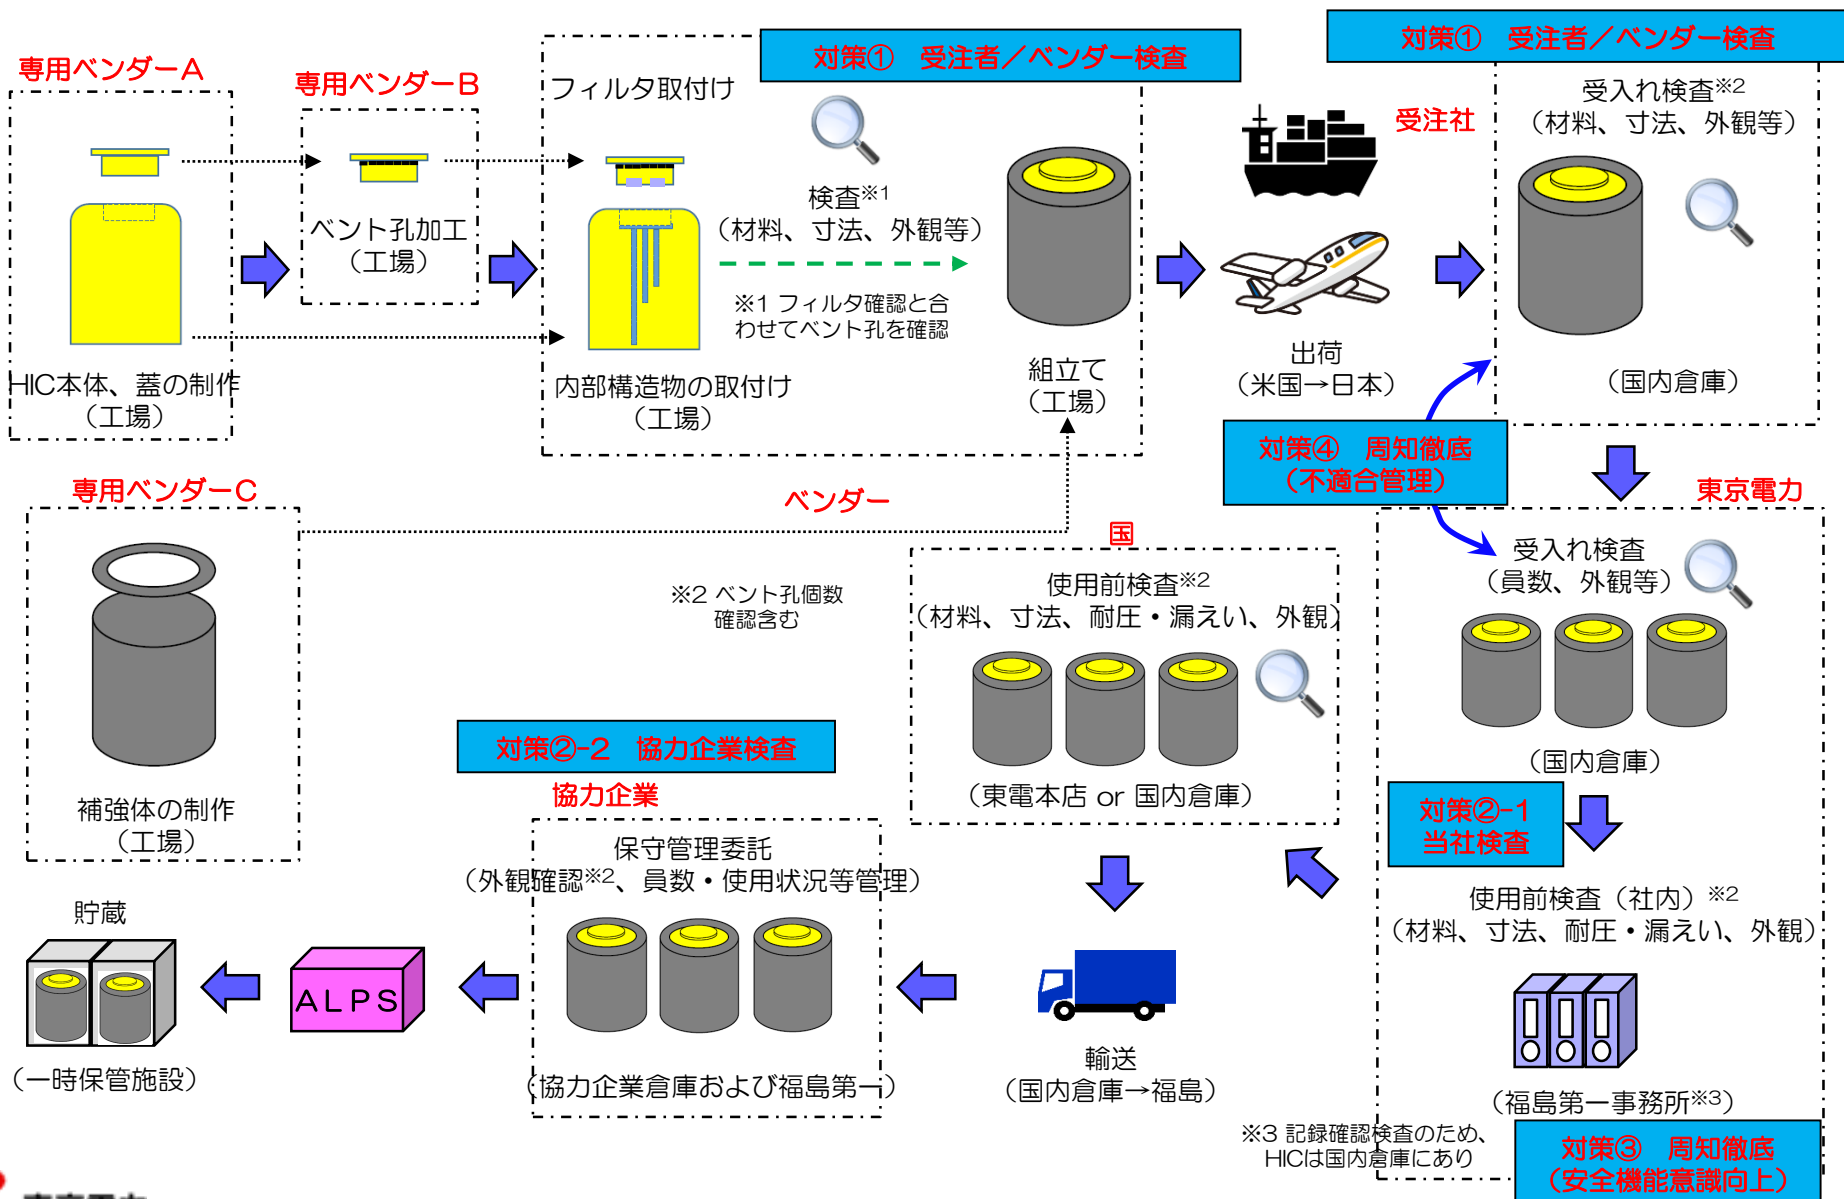 専用ベンダーA
HIC本体、蓋の制作
（工場）
専用ベンダーB
ベント孔加工
（工場）
フィルタ取付け
対策① 受注者／ベンダー検査
検査※1
（材料、寸法、外観等）
※1 フィルタ確認と合
わせてベント孔を確認
内部構造物の取付け
（工場）
組立て
（工場）
ベンダー
専用ベンダーC
補強体の制作
（工場）
出荷
（米国→日本）
対策① 受注者／ベンダー検査
受注社
受入れ検査※2
（材料、寸法、外観等）
（国内倉庫）
対策④ 周知徹底
（不適合管理）
東京電力
受入れ検査
（員数、外観等）
（国内倉庫）
対策②-1
当社検査
使用前検査（社内）※2
（材料、寸法、耐圧・漏えい、外観）
（福島第一事務所※3）
対策③ 周知徹底
（安全機能意識向上）
※3 記録確認検査のため、
HICは国内倉庫にあり
国
使用前検査※2
（材料、寸法、耐圧・漏えい、外観）
（東電本店 or 国内倉庫）
※2 ベント孔個数
確認含む
輸送
（国内倉庫→福島）
対策②-2 協力企業検査
協力企業
保守管理委託
（外観確認※2、員数・使用状況等管理）
（協力企業倉庫および福島第一）
ALPS
貯蔵
（一時保管施設）